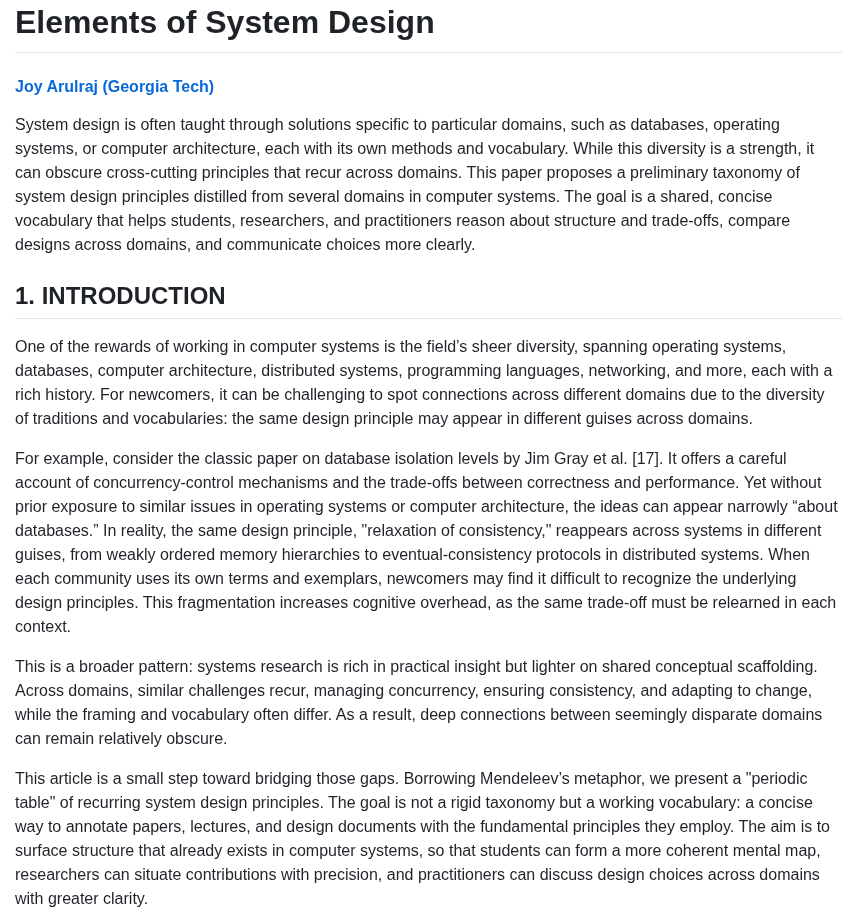 Elements of System Design
Joy Arulraj (Georgia Tech)
System design is often taught through solutions specific to particular domains, such as databases, operating
systems, or computer architecture, each with its own methods and vocabulary. While this diversity is a strength, it
can obscure cross-cutting principles that recur across domains. This paper proposes a preliminary taxonomy of
system design principles distilled from several domains in computer systems. The goal is a shared, concise
vocabulary that helps students, researchers, and practitioners reason about structure and trade-offs, compare
designs across domains, and communicate choices more clearly.
1. INTRODUCTION
One of the rewards of working in computer systems is the field’s sheer diversity, spanning operating systems,
databases, computer architecture, distributed systems, programming languages, networking, and more, each with a
rich history. For newcomers, it can be challenging to spot connections across different domains due to the diversity
of traditions and vocabularies: the same design principle may appear in different guises across domains.
For example, consider the classic paper on database isolation levels by Jim Gray et al. [17]. It offers a careful
account of concurrency-control mechanisms and the trade-offs between correctness and performance. Yet without
prior exposure to similar issues in operating systems or computer architecture, the ideas can appear narrowly “about
databases.” In reality, the same design principle, "relaxation of consistency," reappears across systems in different
guises, from weakly ordered memory hierarchies to eventual-consistency protocols in distributed systems. When
each community uses its own terms and exemplars, newcomers may find it difficult to recognize the underlying
design principles. This fragmentation increases cognitive overhead, as the same trade-off must be relearned in each
context.
This is a broader pattern: systems research is rich in practical insight but lighter on shared conceptual scaffolding.
Across domains, similar challenges recur, managing concurrency, ensuring consistency, and adapting to change,
while the framing and vocabulary often differ. As a result, deep connections between seemingly disparate domains
can remain relatively obscure.
This article is a small step toward bridging those gaps. Borrowing Mendeleev’s metaphor, we present a "periodic
table" of recurring system design principles. The goal is not a rigid taxonomy but a working vocabulary: a concise
way to annotate papers, lectures, and design documents with the fundamental principles they employ. The aim is to
surface structure that already exists in computer systems, so that students can form a more coherent mental map,
researchers can situate contributions with precision, and practitioners can discuss design choices across domains
with greater clarity.